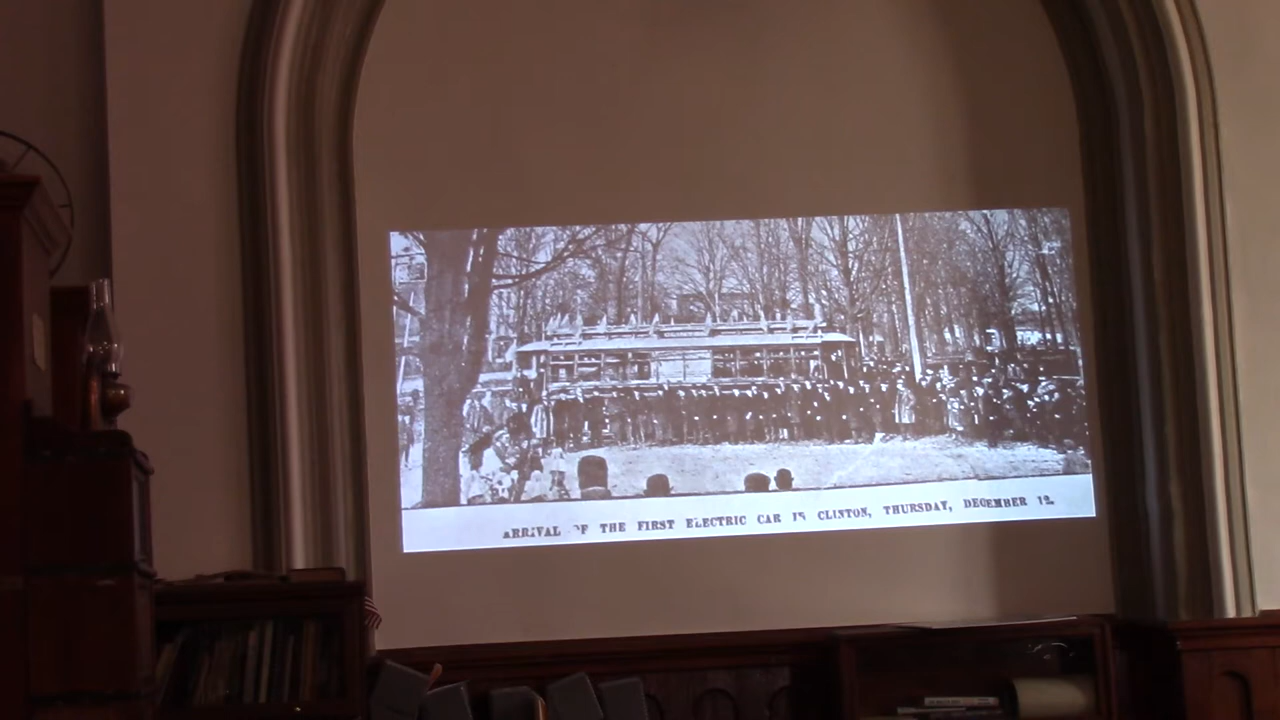 ARRIVAL OF THE FIRST ELECTRIC CAR IN CLINTON, THURSDAY, DECEMBER 12.